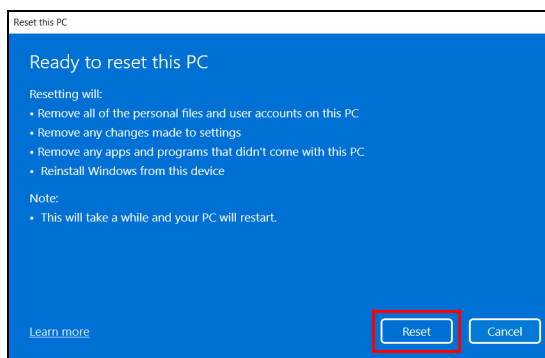 Reset this PC
Ready to reset this PC
Resetting will:
• Remove all of the personal files and user accounts on this PC
• Remove any changes made to settings
• Remove any apps and programs that didn't come with this PC
• Reinstall Windows from this device
Note:
• This will take a while and your PC will restart.
Learn more
Reset
Cancel